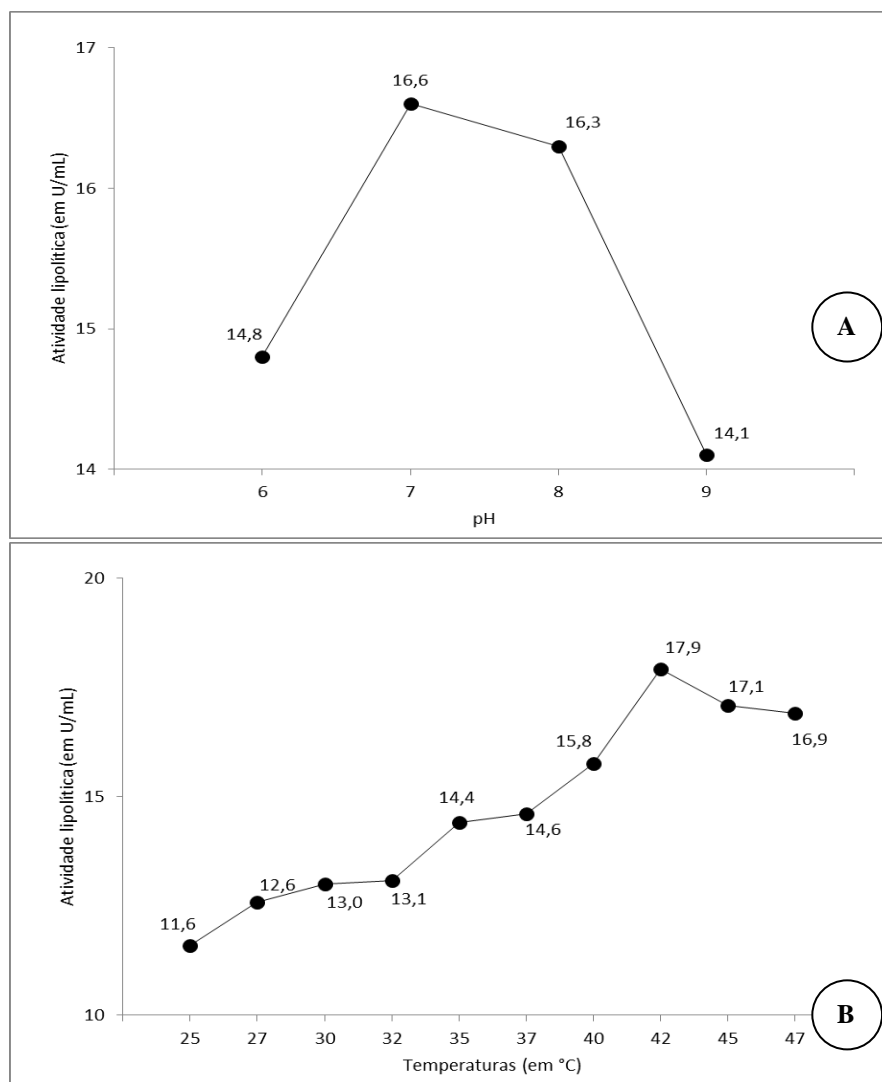 17
16,6
16,3
16
Atividade lipolítica (em U/mL)
A
15
14,8
14,1
14
6 7 8 9
pH
20
17,9
17,1
16,9
15,8
15
14,4
14,6
Atividade lipolítica (em U/mL)
12,6
13,0
13,1
11,6
10
B
25 27 30 32 35 37 40 42 45 47
Temperaturas (em °C)